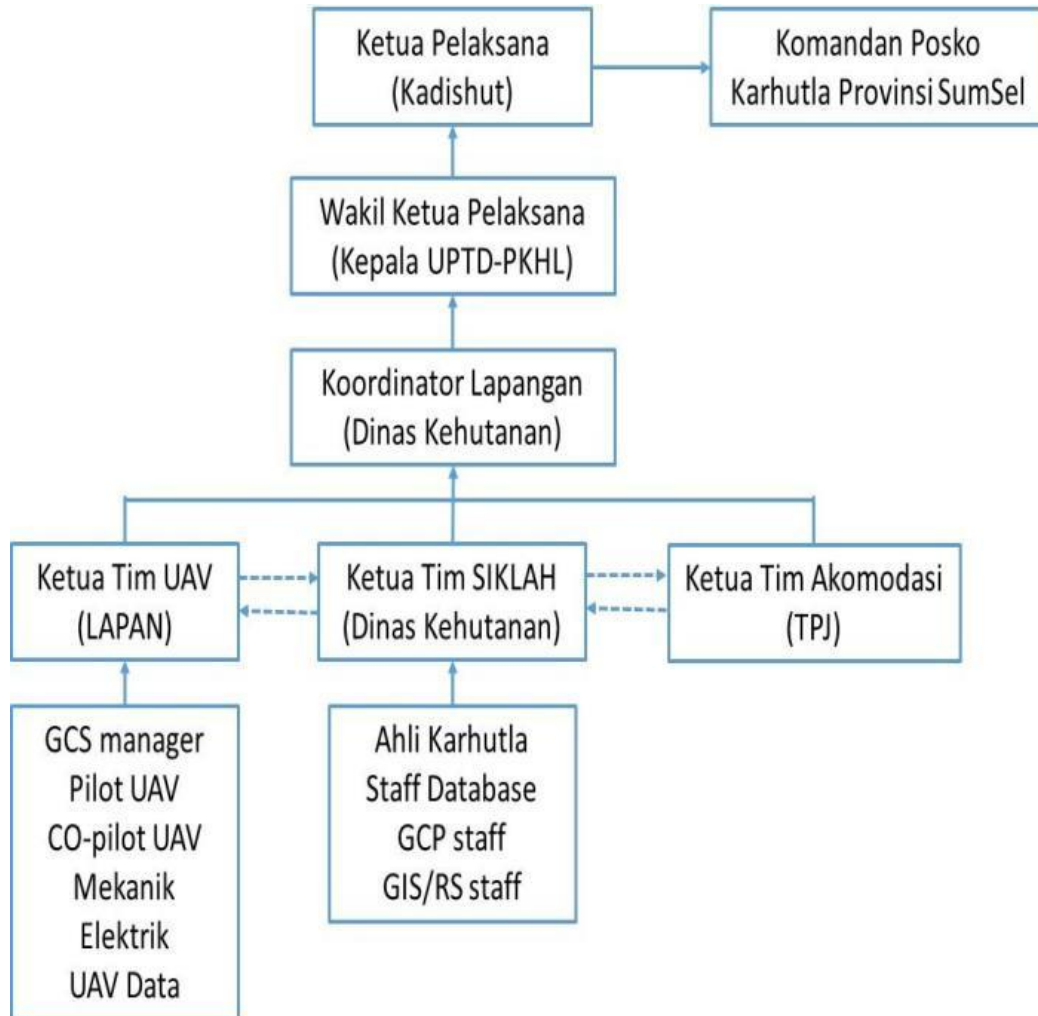 Ketua Pelaksana
(Kadishut)
Komandan Posko
Karhutla Provinsi SumSel
Wakil Ketua Pelaksana
(Kepala UPTD-PKHL)
Koordinator Lapangan
(Dinas Kehutanan)
Ketua Tim UAV
(LAPAN)
Ketua Tim SIKLAH
(Dinas Kehutanan)
Ketua Tim Akomodasi
(TPJ)
GCS manager
Pilot UAV
CO-pilot UAV
Mekanik
Elektrik
UAV Data
Ahli Karhutla
Staff Database
GCP staff
GIS/RS staff